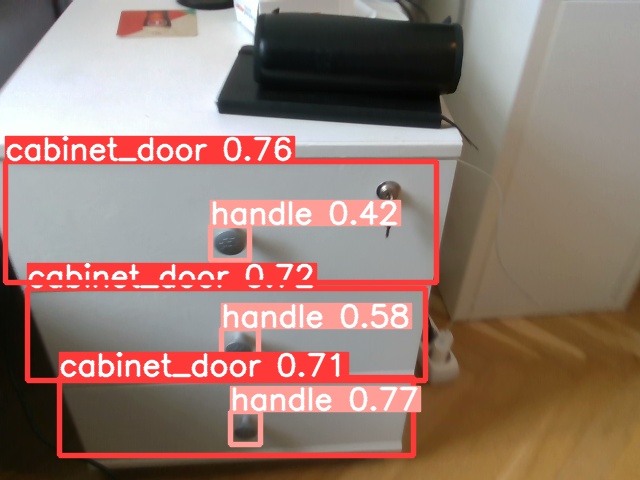 cabinet_door 0.76
handle 0.42
cabinet_door 0.72
handle 0.58
cabinet_door 0.71
handle 0.77